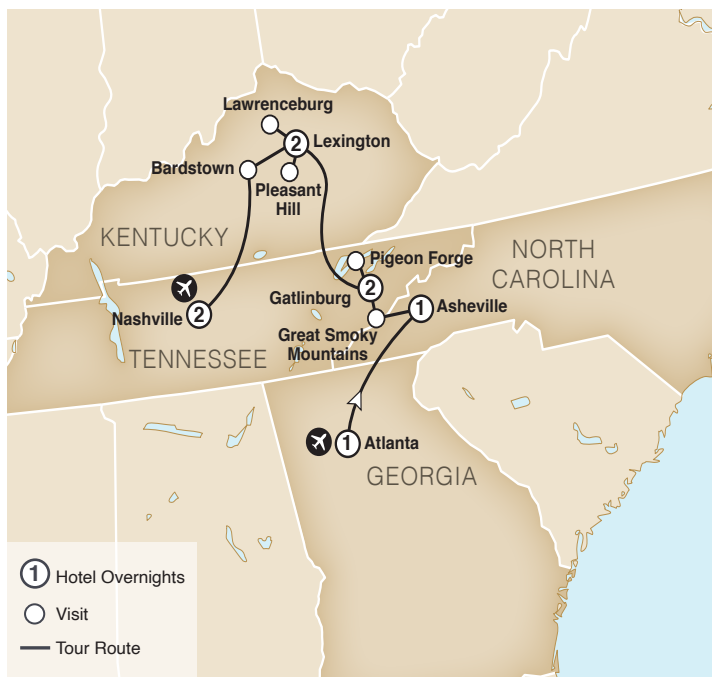 Lawrenceburg
2
Lexington
Bardstown
Pleasant
Hill
KENTUCKY
NORTH
CAROLINA
Pigeon Forge
Gatlinburg
2
1
Asheville
Nashville
2
Great Smoky
Mountains
TENNESSEE
1
Atlanta
GEORGIA
1
Hotel Overnights
Visit
Tour Route